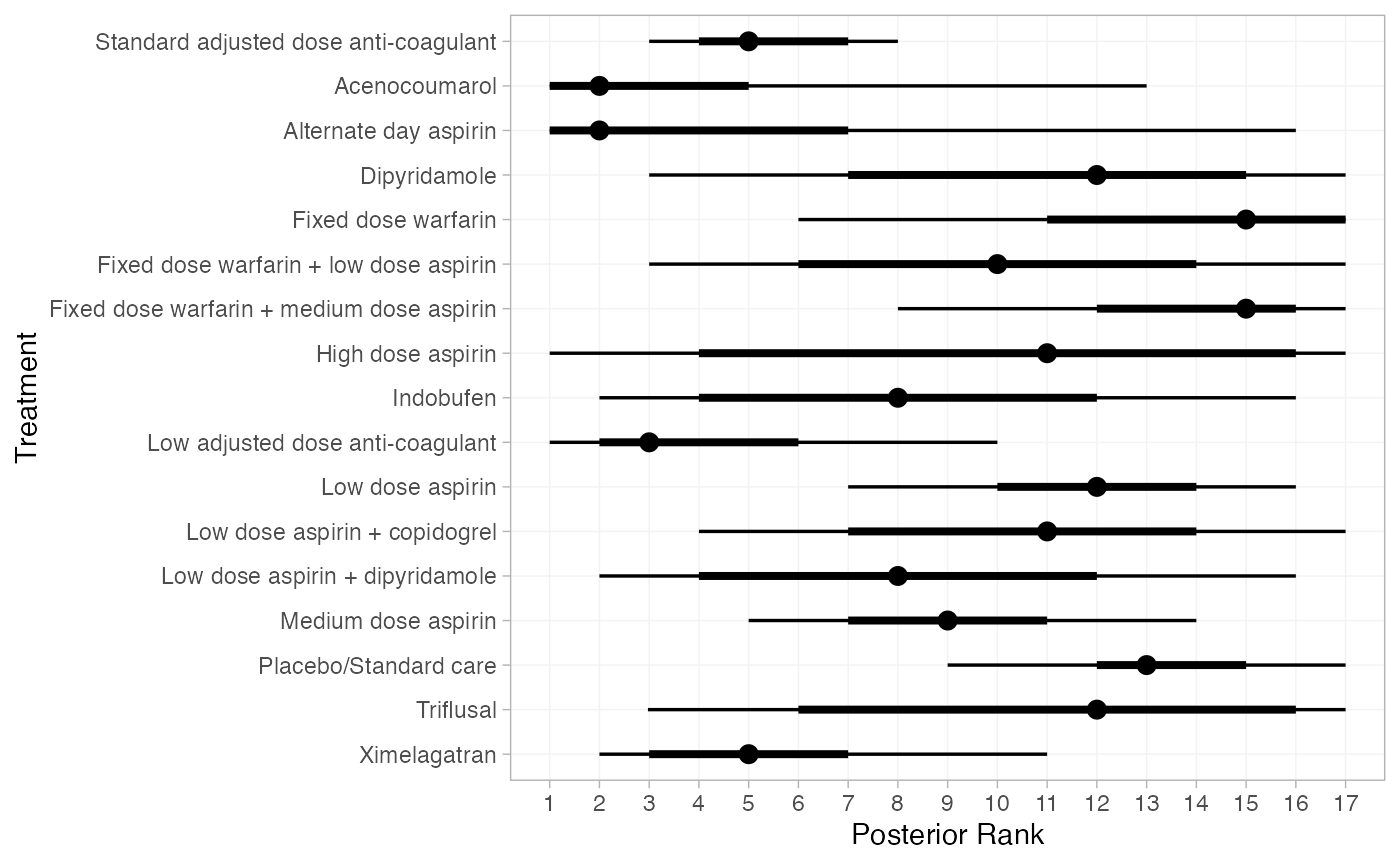 Standard adjusted dose anti-coagulant
Acenocoumarol
Alternate day aspirin
Dipyridamole
Fixed dose warfarin
Fixed dose warfarin + low dose aspirin
Fixed dose warfarin + medium dose aspirin
High dose aspirin
Indobufen
Low adjusted dose anti-coagulant
Low dose aspirin
Low dose aspirin + copidogrel
Low dose aspirin + dipyridamole
Medium dose aspirin
Placebo/Standard care
Triflusal
Ximelagatran
Treatment
1 2 3 4 5 6 7 8 9 10 11 12 13 14 15 16 17
Posterior Rank